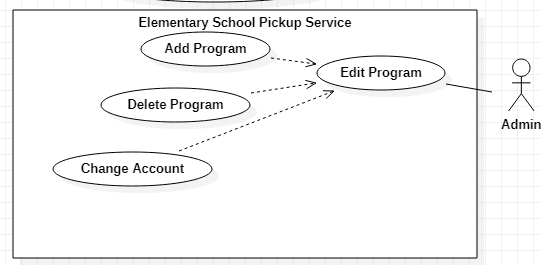 Elementary School Pickup Service
Add Program
Edit Program
Delete Program
Admin
Change Account